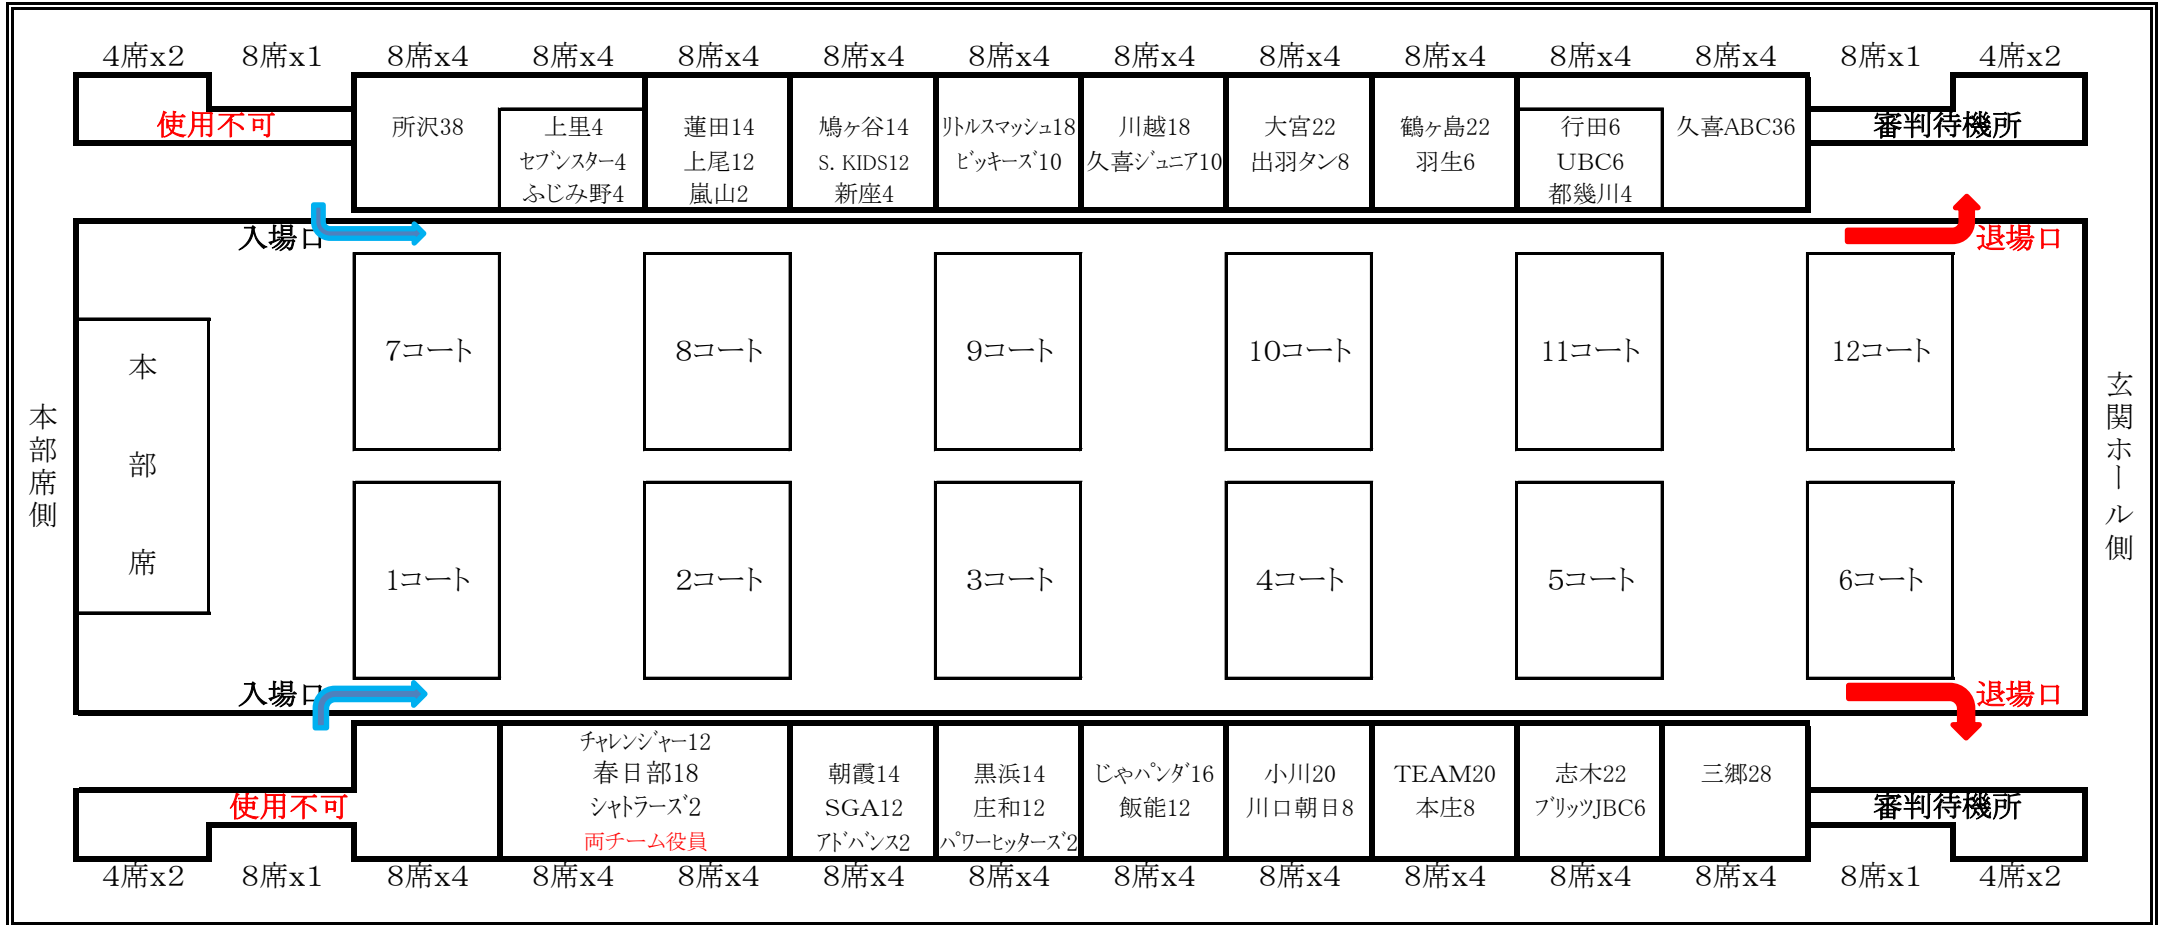 4席x2 8席x1 8席x4 8席x4 8席x4 8席x4 8席x4 8席x4 8席x4 8席x4 8席x4 8席x4 8席x1 4席x2
使用不可 所沢38 上里4 蓮田14 鳩ヶ谷14 リトルスマッシュ18 川越18 大宮22 鶴ヶ島22 行田6 久喜ABC36 審判待機所
セブンスター4 上尾12 S. KIDS12 ビッキーズ10 久喜ジュニア10 出羽タン8 羽生6 UBC6
ふじみ野4 嵐山2 新座4 都幾川4
入場口 退場口
7コート 8コート 9コート 10コート 11コート 12コート
本部席
本部席側
玄関ホール側
1コート 2コート 3コート 4コート 5コート 6コート
入場口 退場口
チャレンジャー12
春日部18 朝霞14 黒浜14 じゃパンダ16 小川20 TEAM20 志木22 三郷28
使用不可 シャトラーズ2 SGA12 庄和12 飯能12 川口朝日8 本庄8 ブリッツJBC6 審判待機所
両チーム役員 アドバンス2 パワーヒッターズ2
4席x2 8席x1 8席x4 8席x4 8席x4 8席x4 8席x4 8席x4 8席x4 8席x4 8席x4 8席x4 8席x1 4席x2